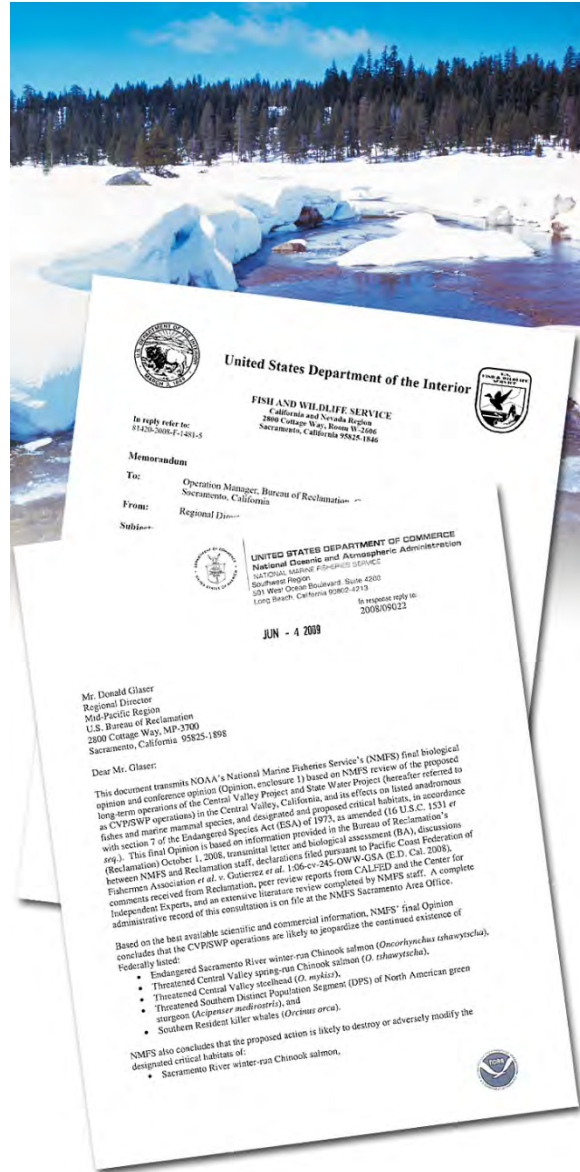 U.S. DEPARTMENT OF THE INTERIOR
MARCH 3, 1849
United States Department of the Interior
U.S.
FISH & WILDLIFE
SERVICE
FISH AND WILDLIFE SERVICE
California and Nevada Region
2800 Cottage Way, Room W-2606
Sacramento, California 95825-1846
In reply refer to:
81420-2008-F-1481-5
Memorandum
To:
Operation Manager, Bureau of Reclamation
Sacramento, California
From:
Regional
Subject:
DEPARTMENT OF COMMERCE
UNITED STATES OF AMERICA
UNITED STATES DEPARTMENT OF COMMERCE
National Oceanic and Atmospheric Administration
NATIONAL MARINE FISHERIES SERVICE
Southwest Region
501 West Ocean Boulevard, Suite 4200
Long Beach, California 90802-4213
In response reply to:
2008/09022
JUN - 4 2009
Mr. Donald Glaser
Regional Director
Mid-Pacific Region
U.S. Bureau of Reclamation
2800 Cottage Way, MP-3700
Sacramento, California 95825-1898
Dear Mr. Glaser:
This document transmits NOAA's National Marine Fisheries Service's (NMFS) final biological
opinion and conference opinion (Opinion, enclosure 1) based on NMFS review of the proposed
long-term operations of the Central Valley Project and State Water Project (hereafter referred to
as CVP/SWP operations) in the Central Valley, California, and its effects on listed anadromous
fishes and marine mammal species, and designated and proposed critical habitats, in accordance
with section 7 of the Endangered Species Act (ESA) of 1973, as amended (16 U.S.C. 1531 et
seq.). This final Opinion is based on information provided in the Bureau of Reclamation's
(Reclamation) October 1, 2008, transmittal letter and biological assessment (BA), discussions
between NMFS and Reclamation staff, declarations filed pursuant to Pacific Coast Federation of
Fishermen Association et al. v. Gutierrez et al. 1:06-cv-245-OWW-GSA (E.D. Cal. 2008),
comments received from Reclamation, peer review reports from CALFED and the Center for
Independent Experts, and an extensive literature review completed by NMFS staff. A complete
administrative record of this consultation is on file at the NMFS Sacramento Area Office.
Based on the best available scientific and commercial information, NMFS' final Opinion
concludes that the CVP/SWP operations are likely to jeopardize the continued existence of
Federally listed:
• Endangered Sacramento River winter-run Chinook salmon (Oncorhynchus tshawytscha),
• Threatened Central Valley spring-run Chinook salmon (O. tshawytscha),
• Threatened Central Valley steelhead (O. mykiss),
• Threatened Southern Distinct Population Segment (DPS) of North American green
sturgeon (Acipenser medirostris), and
• Southern Resident killer whales (Orcinus orca).
NMFS also concludes that the proposed action is likely to destroy or adversely modify the
designated critical habitats of:
• Sacramento River winter-run Chinook salmon,